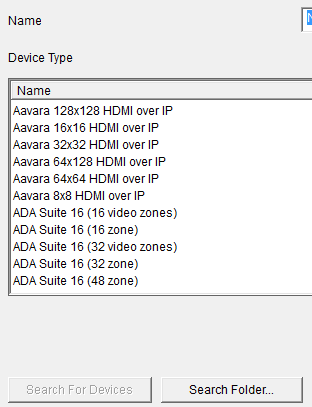 Name
Device Type
Name
Aavara 128x128 HDMI over IP
Aavara 16x16 HDMI over IP
Aavara 32x32 HDMI over IP
Aavara 64x128 HDMI over IP
Aavara 64x64 HDMI over IP
Aavara 8x8 HDMI over IP
ADA Suite 16 (16 video zones)
ADA Suite 16 (16 zone)
ADA Suite 16 (32 video zones)
ADA Suite 16 (32 zone)
ADA Suite 16 (48 zone)
Search For Devices
Search Folder...